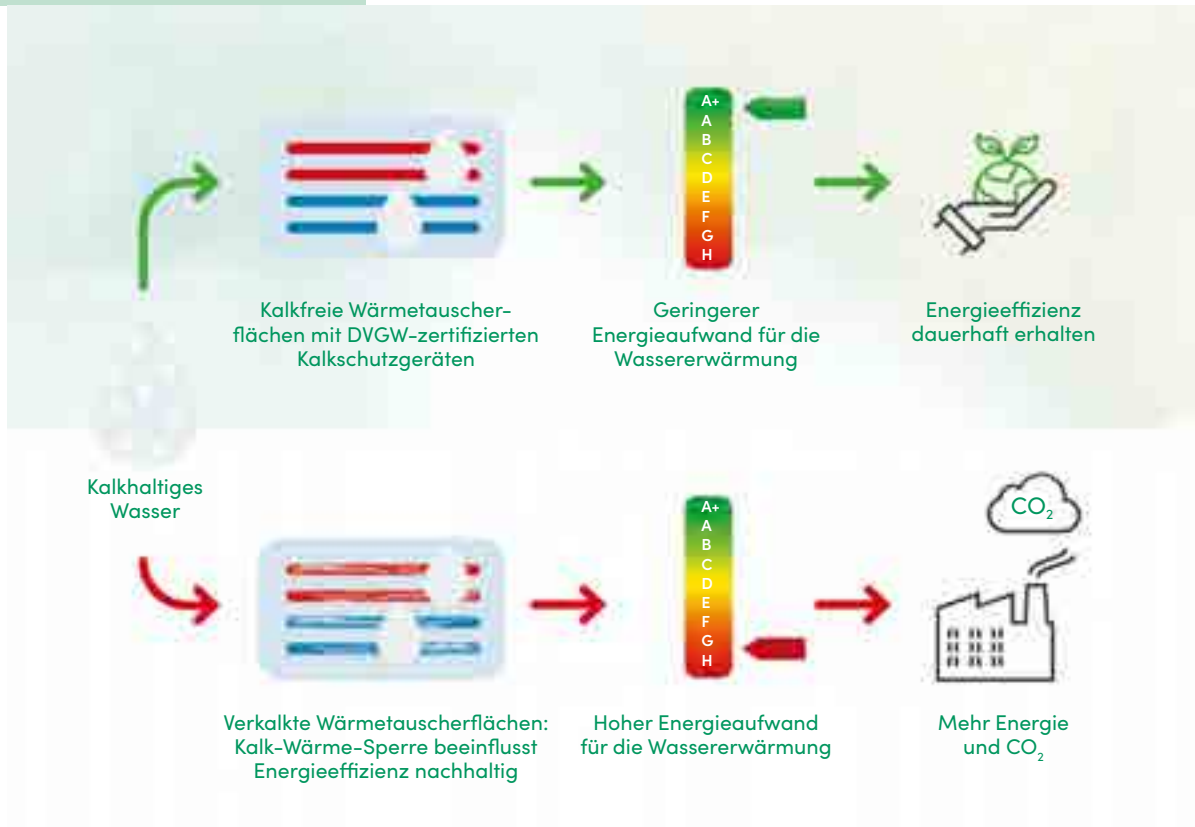 A+
A
B
C
D
E
F
G
H
Kalkfreie Wärmetauscher-
flächen mit DVGW-zertifizierten
Kalkschutzgeräten
Geringerer
Energieaufwand für die
Wassererwärmung
Energieeffizienz
dauerhaft erhalten
Kalkhaltiges
Wasser
A+
A
B
C
D
E
F
G
H
CO₂
Verkalkte Wärmetauscherflächen:
Kalk-Wärme-Sperre beeinflusst
Energieeffizienz nachhaltig
Hoher Energieaufwand
für die Wassererwärmung
Mehr Energie
und CO₂